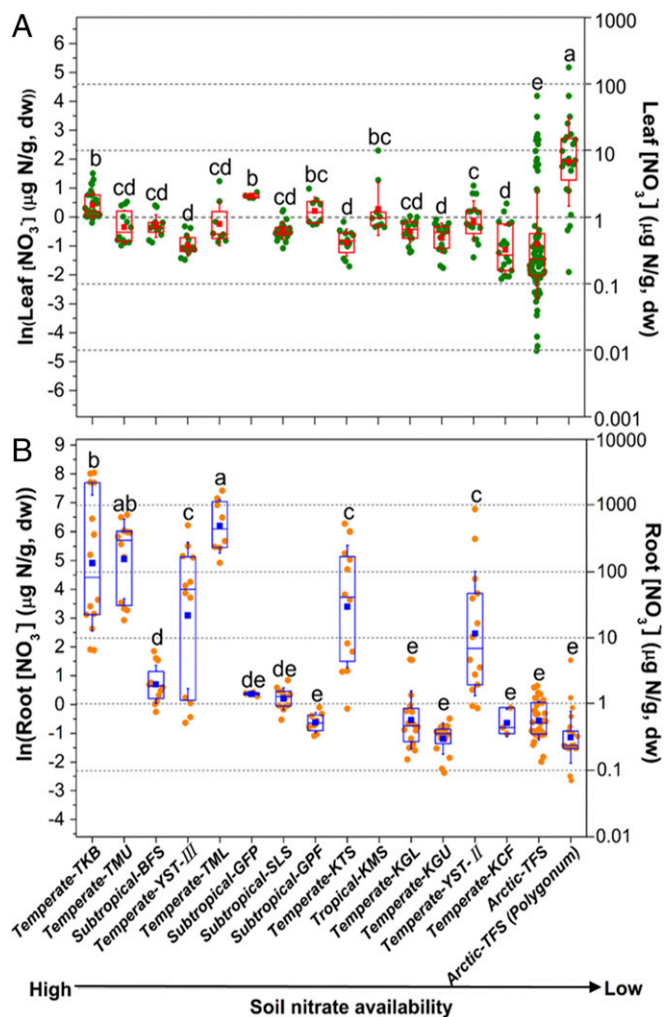 A
ln(Leaf [NO3⁻] (µg N/g, dw))
6
5
4
3
2
1
0
-1
-2
-3
-4
-5
-6
b cd cd d cd b cd bc d bc cd d c d e a
1000
100
10
1
0.1
0.01
0.001
Leaf [NO3⁻]
(µg N/g, dw)
B
ln(Root [NO3⁻] (µg N/g, dw))
9
8
7
6
5
4
3
2
1
0
-1
-2
-3
-4
b ab d c a de de e c e e c e e e
10000
1000
100
10
1
0.1
0.01
Root [NO3⁻]
(µg N/g, dw)
Temperate-TKB
Temperate-TMU
Subtropical-BFS
Temperate-YST-III
Temperate-TML
Subtropical-GFP
Subtropical-SLS
Subtropical-GPF
Temperate-KTS
Tropical-KMS
Temperate-KGL
Temperate-KGU
Temperate-YST-II
Temperate-KCF
Arctic-TFS
Arctic-TFS (Polygonum)
High Low
Soil nitrate availability